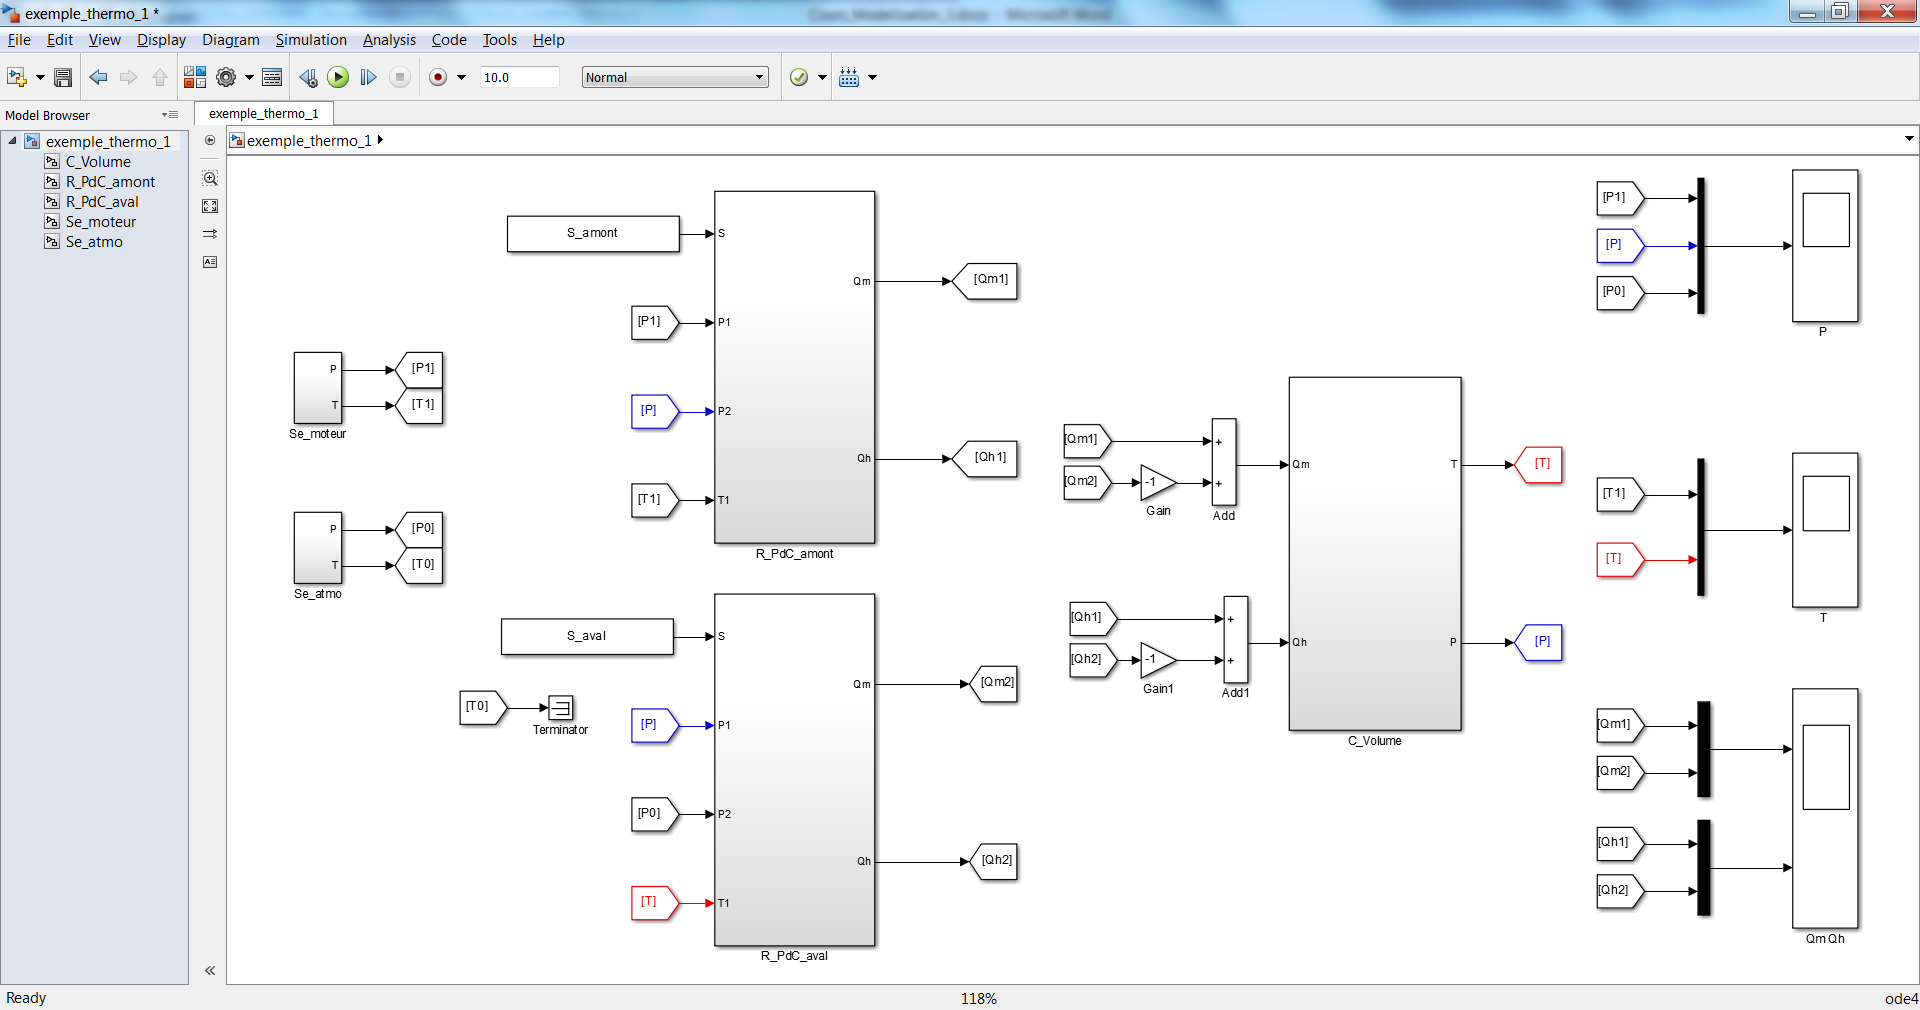 exemple_thermo_1 *
Cours_Modelisation_3.docx - Microsoft Word
File Edit View Display Diagram Simulation Analysis Code Tools Help
10.0 Normal
Model Browser
exemple_thermo_1
exemple_thermo_1
exemple_thermo_1
C_Volume
R_PdC_amont
R_PdC_aval
Se_moteur
Se_atmo
S_amont
S
Qm
[Qm1]
[P1]
P1
[P]
P2
Qh
[Qh1]
[T1]
T1
R_PdC_amont
P
[P1]
T
[T1]
Se_moteur
P
[P0]
T
[T0]
Se_atmo
S_aval
S
Qm
[Qm2]
[T0]
Terminator
[P]
P1
[P0]
P2
Qh
[Qh2]
[T]
T1
R_PdC_aval
[Qm1]
+
[Qm2]
-1
+
Gain
Add
[Qh1]
+
[Qh2]
-1
+
Gain1
Add1
Qm
T
[T]
Qh
P
[P]
C_Volume
[P1]
[P]
[P0]
P
[T1]
[T]
T
[Qm1]
[Qm2]
[Qh1]
[Qh2]
Qm Qh
Ready 118% ode4